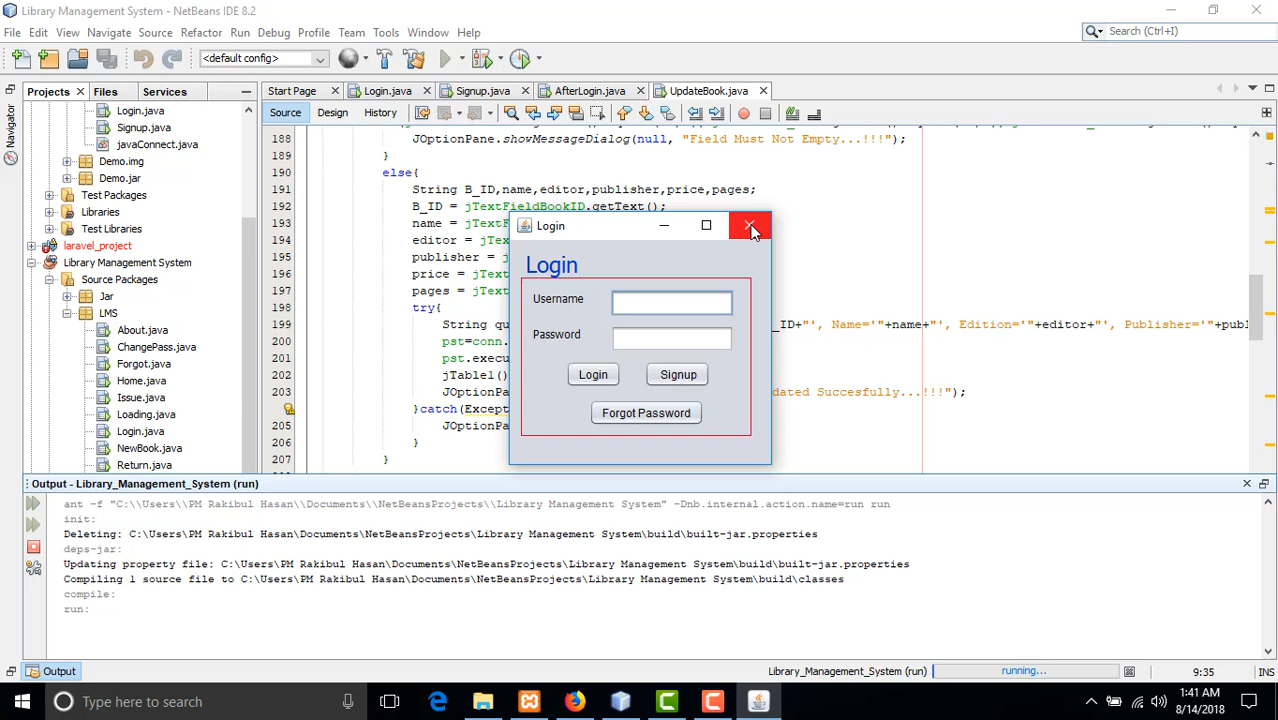 Library Management System - NetBeans IDE 8.2
File Edit View Navigate Source Refactor Run Debug Profile Team Tools Window Help
Search (Ctrl+I)
<default config>
Projects Files Services
Start Page Login.java Signup.java AfterLogin.java UpdateBook.java
Source Design History
Navigator
Login.java
Signup.java
javaConnect.java
Demo.img
Demo.jar
Test Packages
Libraries
Test Libraries
laravel_project
Library Management System
Source Packages
Jar
LMS
About.java
ChangePass.java
Forgot.java
Home.java
Issue.java
Loading.java
Login.java
NewBook.java
Return.java
188 JOptionPane.showMessageDialog(null, "Field Must Not Empty...!!!");
189 }
190 else{
191 String B_ID,name,editor,publisher,price,pages;
192 B_ID = jTextFieldBookID.getText();
193 name = jTextF
194 editor = jTex
195 publisher = j
196 price = jText
197 pages = jText
198 try{
199 String qu _ID+"', Name='"+name+"', Edition='"+editor+"', Publisher='"+publ
200 pst=conn.
201 pst.execu
202 jTable1()
203 JOptionPa dated Succesfully...!!!");
}catch(Except
205 JOptionPa
206 }
207 }
Login
Login
Username
Password
Login Signup
Forgot Password
Output - Library_Management_System (run)
ant -f "C:\\Users\\PM Rakibul Hasan\\Documents\\NetBeansProjects\\Library Management System" -Dnb.internal.action.name=run run
init:
Deleting: C:\Users\PM Rakibul Hasan\Documents\NetBeansProjects\Library Management System\build\built-jar.properties
deps-jar:
Updating property file: C:\Users\PM Rakibul Hasan\Documents\NetBeansProjects\Library Management System\build\built-jar.properties
Compiling 1 source file to C:\Users\PM Rakibul Hasan\Documents\NetBeansProjects\Library Management System\build\classes
compile:
run:
Output
Library_Management_System (run) running... 9:35 INS
Type here to search
1:41 AM
8/14/2018